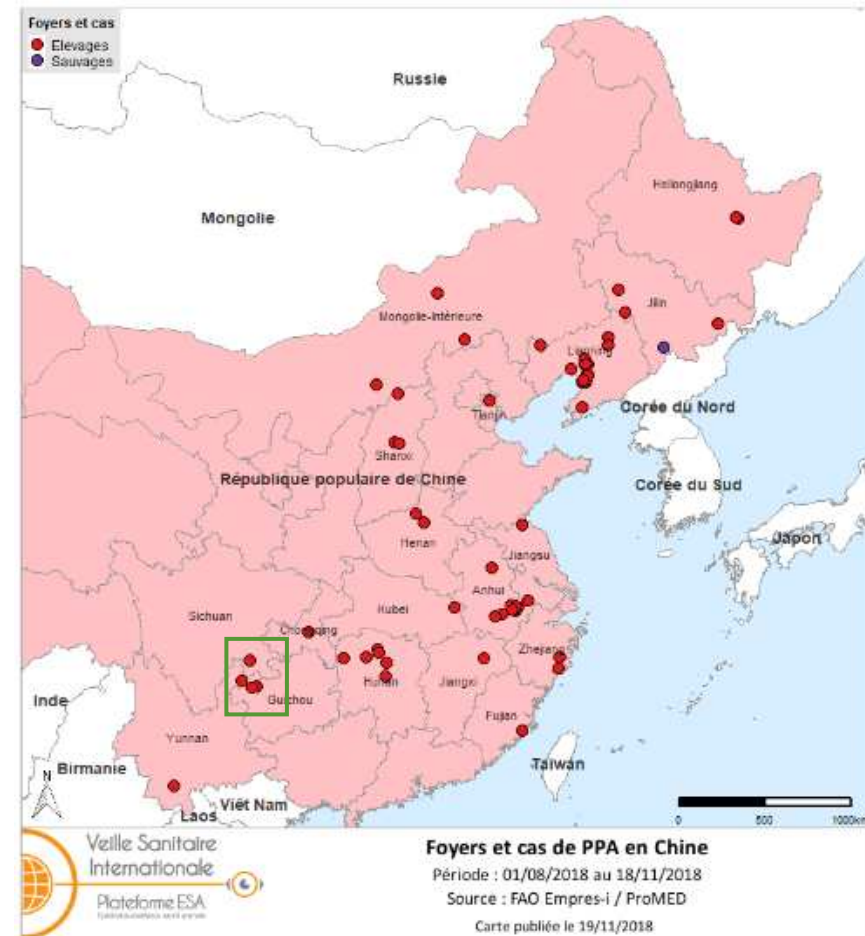 Foyers et cas
Elevages
Sauvages
Russie
Heilongjiang
Mongolie
Jilin
Mongolie-Intérieure
Liaoning
Tianjin
Corée du Nord
Shanxi
République populaire de Chine
Corée du Sud
Japon
Henan
Jiangsu
Anhui
Sichuan
Hubei
Chongqing
Zhejiang
Hunan
Jiangxi
Guizhou
Inde
Fujian
Yunnan
Taïwan
Birmanie
N
Viêt Nam
Laos
0 500 1000km
Veille Sanitaire
Internationale
Plateforme ESA
Foyers et cas de PPA en Chine
Période : 01/08/2018 au 18/11/2018
Source : FAO Empres-i / ProMED
Carte publiée le 19/11/2018